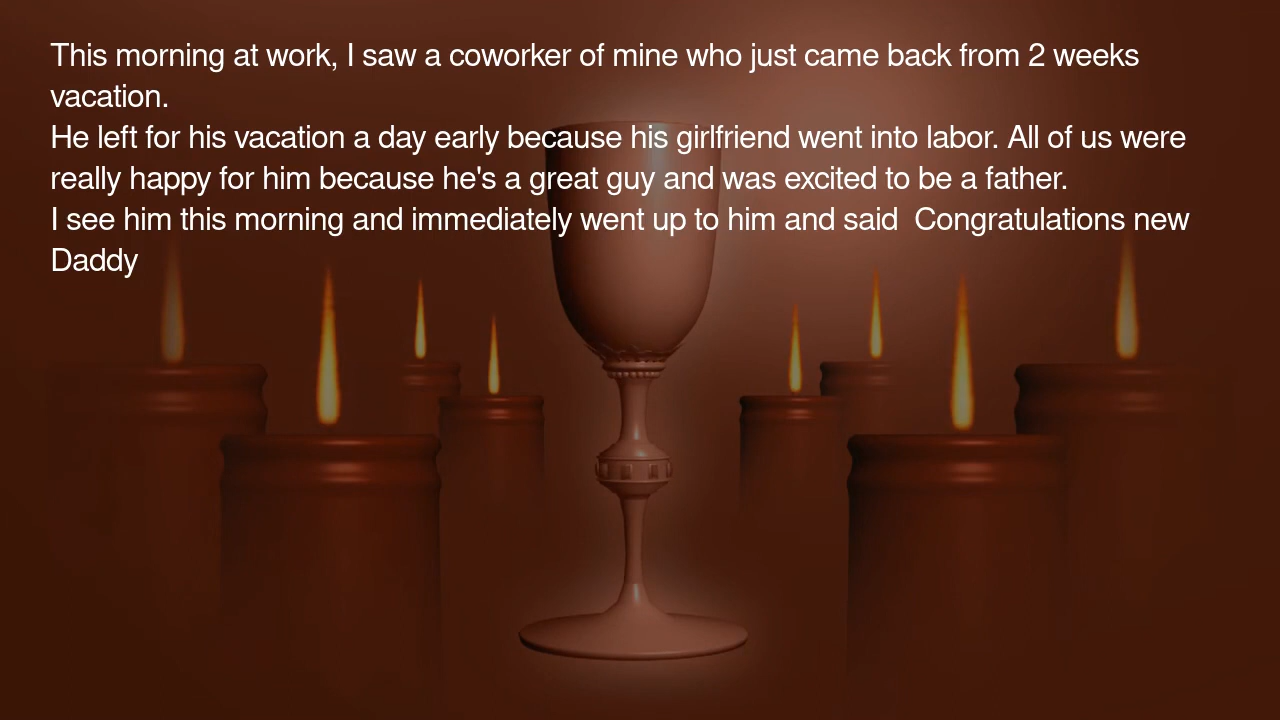 This morning at work, I saw a coworker of mine who just came back from 2 weeks
vacation.
He left for his vacation a day early because his girlfriend went into labor. All of us were
really happy for him because he's a great guy and was excited to be a father.
I see him this morning and immediately went up to him and said  Congratulations new
Daddy